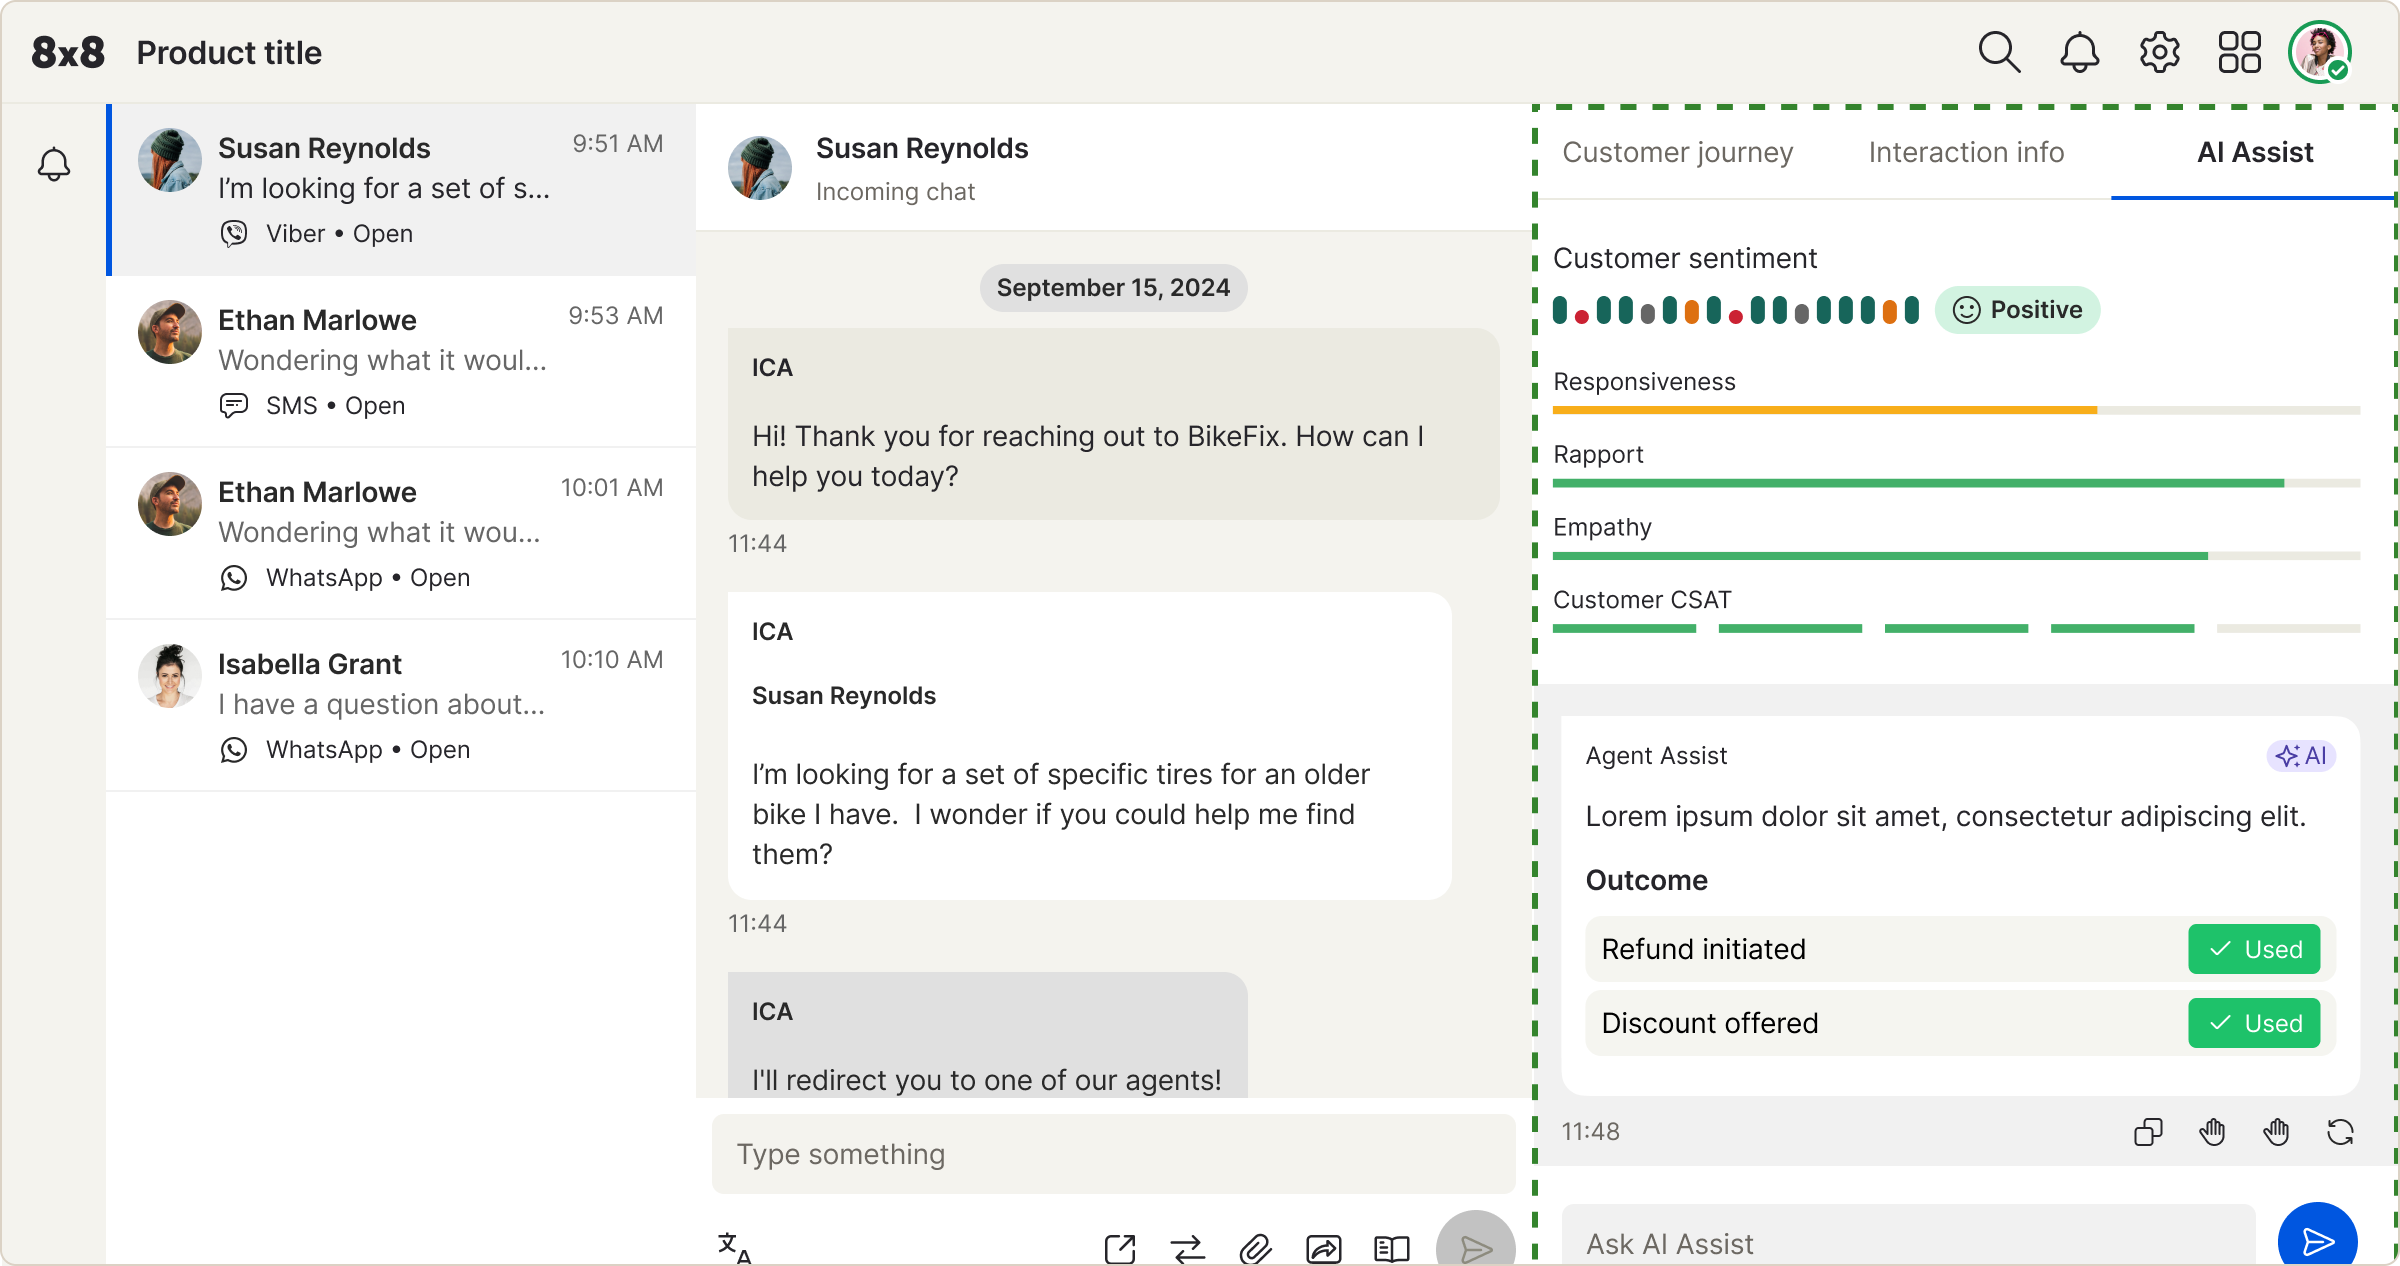 8x8 Product title
Susan Reynolds 9:51 AM
I’m looking for a set of s...
Viber • Open
Ethan Marlowe 9:53 AM
Wondering what it woul...
SMS • Open
Ethan Marlowe 10:01 AM
Wondering what it wou...
WhatsApp • Open
Isabella Grant 10:10 AM
I have a question about...
WhatsApp • Open
Susan Reynolds
Incoming chat
September 15, 2024
ICA
Hi! Thank you for reaching out to BikeFix. How can I
help you today?
11:44
ICA
Susan Reynolds
I’m looking for a set of specific tires for an older
bike I have.  I wonder if you could help me find
them?
11:44
ICA
I'll redirect you to one of our agents!
Type something
Customer journey Interaction info AI Assist
Customer sentiment
Positive
Responsiveness
Rapport
Empathy
Customer CSAT
Agent Assist AI
Lorem ipsum dolor sit amet, consectetur adipiscing elit.
Outcome
Refund initiated Used
Discount offered Used
11:48
Ask AI Assist